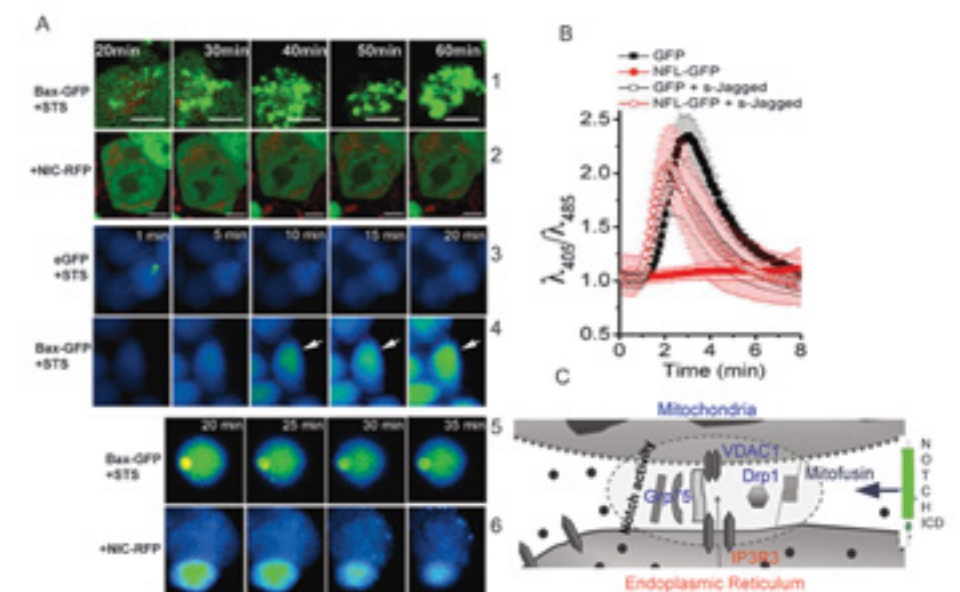 A
20min 30min 40min 50min 60min
Bax-GFP
+STS
1
+NIC-RFP
2
1 min 5 min 10 min 15 min 20 min
eGFP
+STS
3
Bax-GFP
+STS
4
20 min 25 min 30 min 35 min
Bax-GFP
+STS
5
+NIC-RFP
6
B
GFP
NFL-GFP
GFP + s-Jagged
NFL-GFP + s-Jagged
2.5
2.0
1.5
1.0
0.5
λ405/λ485
0 2 4 6 8
Time (min)
C
Mitochondria
VDAC1
Notch activity
Grp75
Drp1
Mitofusin
IP3R3
Endoplasmic Reticulum
NOTCH
ICD